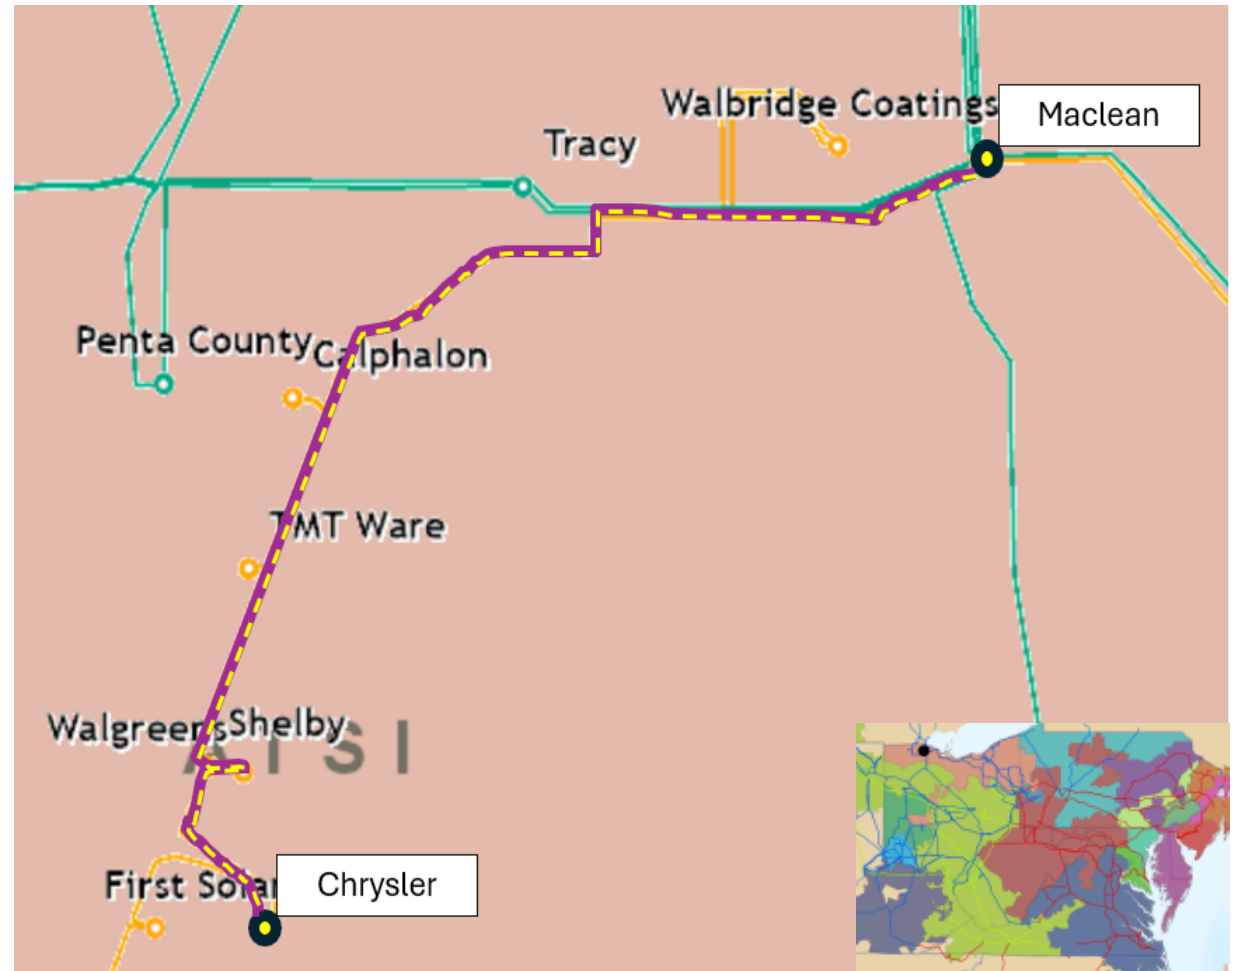 Walbridge Coatings
Maclean
Tracy
Penta County
Calphalon
TMT Ware
Walgreens
Shelby
ATSI
First Solar
Chrysler